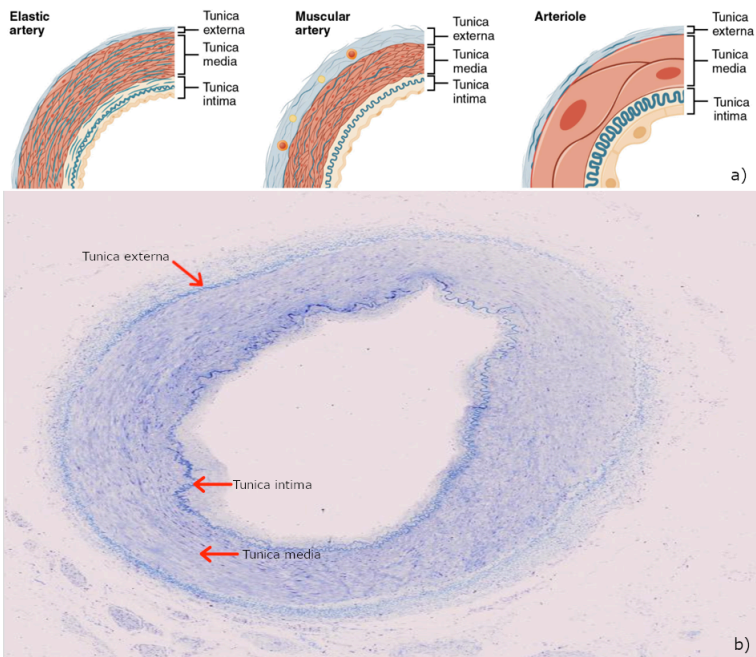 Elastic
artery
Tunica
externa
Tunica
media
Tunica
intima
Muscular
artery
Tunica
externa
Tunica
media
Tunica
intima
Arteriole
Tunica
externa
Tunica
media
Tunica
intima
a)
Tunica externa
Tunica intima
Tunica media
b)